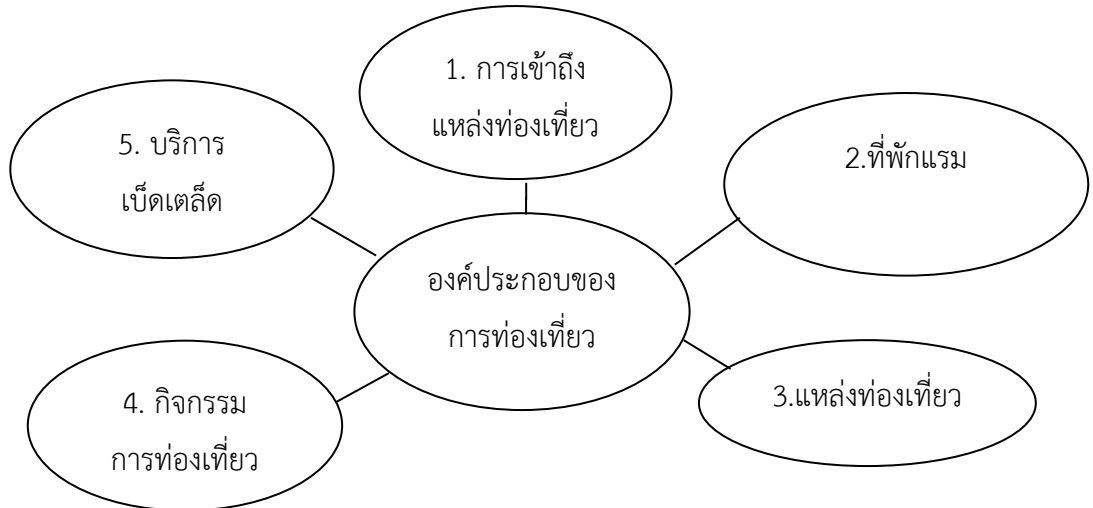 1. การเข้าถึง
แหล่งท่องเที่ยว
2.ที่พักแรม
3.แหล่งท่องเที่ยว
4. กิจกรรม
การท่องเที่ยว
5. บริการ
เบ็ดเตล็ด
องค์ประกอบของ
การท่องเที่ยว